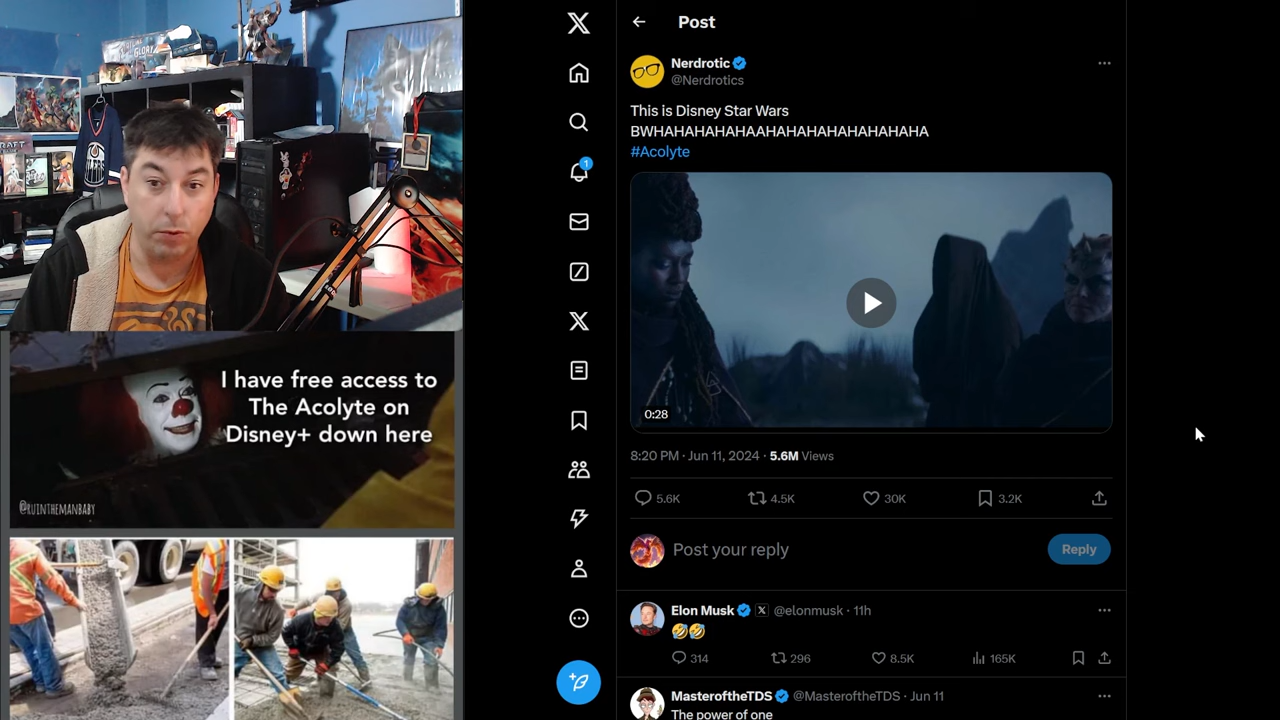 GLORY
RAFT
I have free access to
The Acolyte on
Disney+ down here
@RUINTHEMANBABY
Post
Nerdrotic
@Nerdrotics
This is Disney Star Wars
BWHAHAHAHAHAAHAHAHAHAHAHAHAHA
#Acolyte
0:28
8:20 PM · Jun 11, 2024 · 5.6M Views
5.6K 4.5K 30K 3.2K
Post your reply
Reply
1
Elon Musk @elonmusk · 11h
🤣🤣
314 296 8.5K 165K
MasteroftheTDS @MasteroftheTDS · Jun 11
The power of one